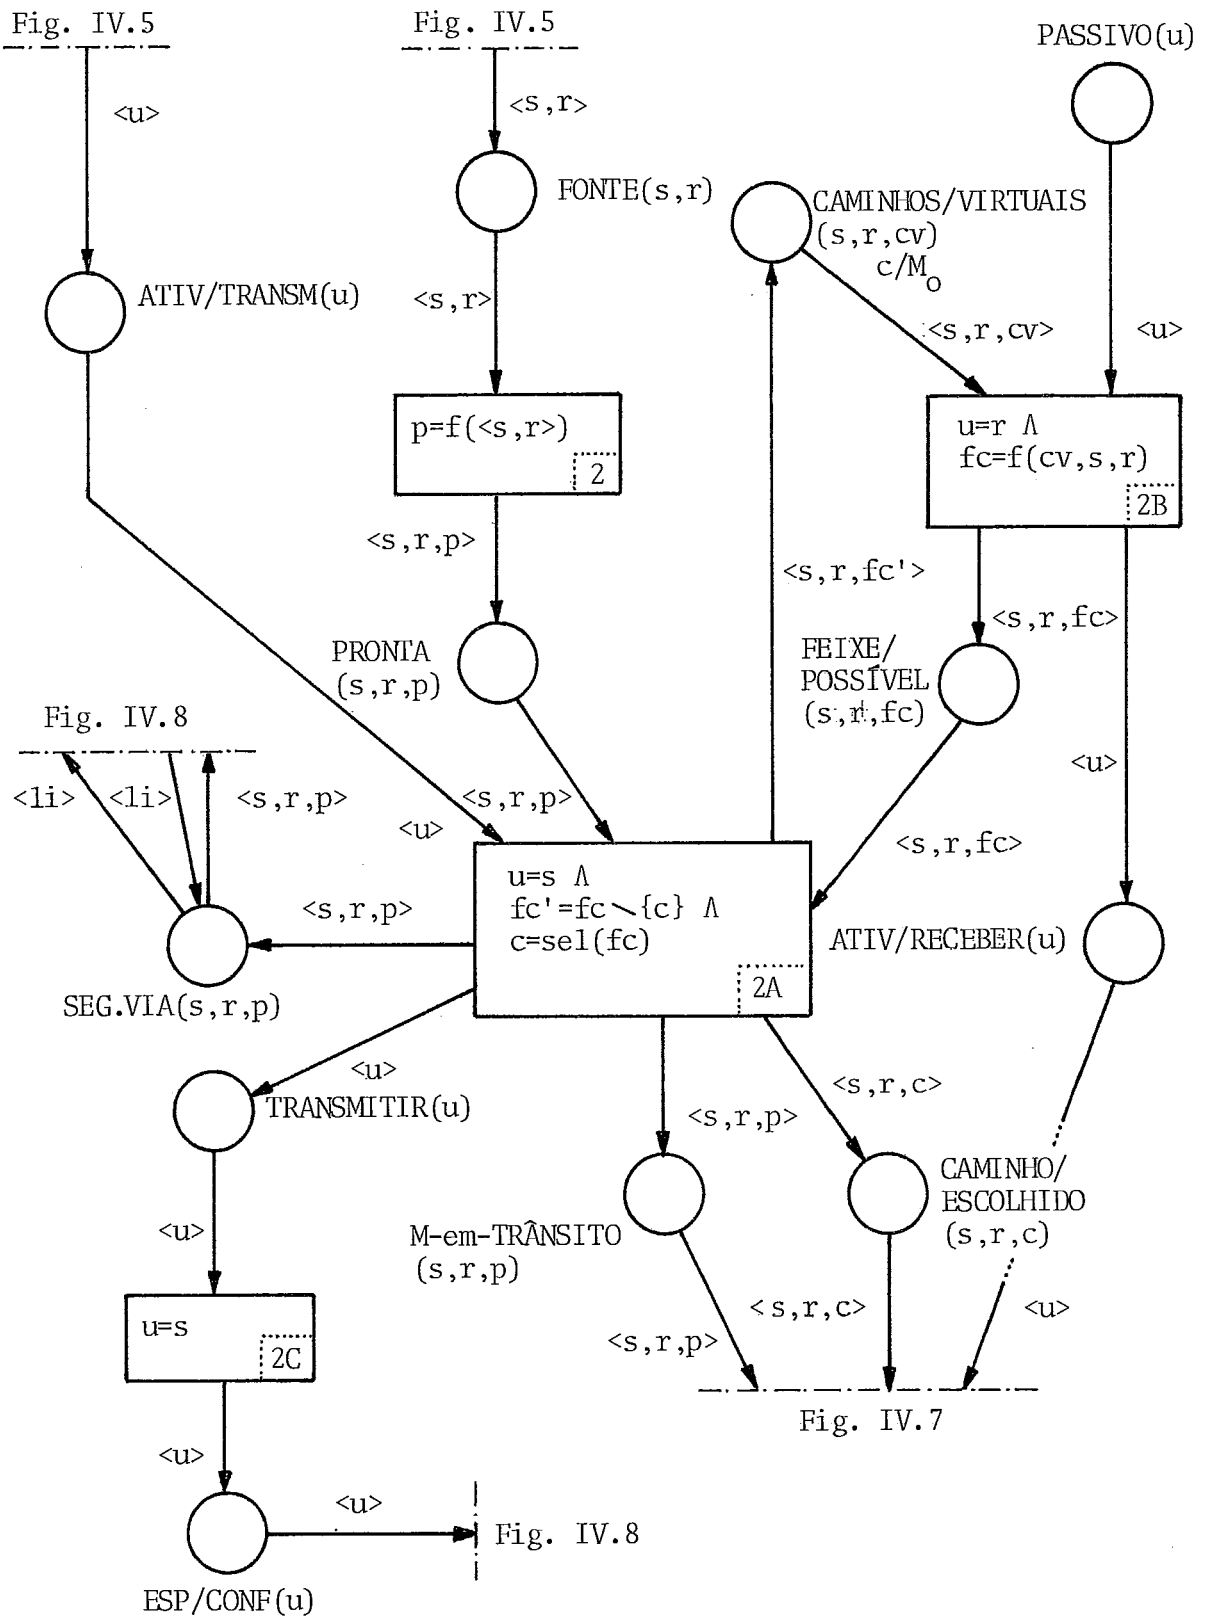 Fig. IV.5
Fig. IV.5
PASSIVO(u)
<u>
<s,r>
FONTE(s,r)
CAMINHOS/VIRTUAIS
(s,r,cv)
c/Mo
ATIV/TRANSM(u)
<s,r>
<s,r,cv>
<u>
p=f(<s,r>)
2
u=r Λ
fc=f(cv,s,r)
2B
<s,r,p>
<s,r,fc'>
<s,r,fc>
PRONTA
(s,r,p)
FEIXE/
POSSÍVEL
(s,r,fc)
Fig. IV.8
<li>
<li>
<s,r,p>
<u>
<s,r,p>
<u>
<s,r,fc>
u=s Λ
fc'=fc∖{c} Λ
c=sel(fc)
2A
<s,r,p>
ATIV/RECEBER(u)
SEG.VIA(s,r,p)
<u>
TRANSMITIR(u)
<s,r,p>
<s,r,c>
CAMINHO/
ESCOLHIDO
(s,r,c)
<u>
M-em-TRÂNSITO
(s,r,p)
<s,r,c>
<u>
<s,r,p>
u=s
2C
Fig. IV.7
<u>
<u>
Fig. IV.8
ESP/CONF(u)